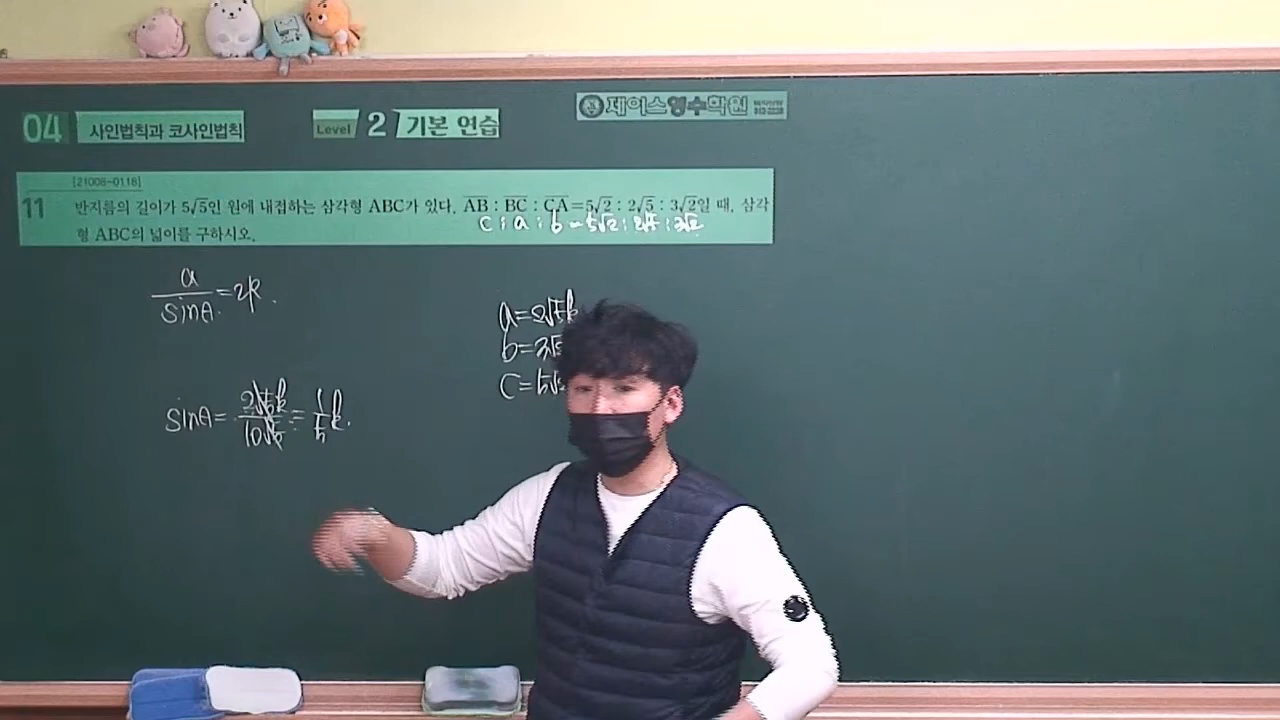 04 사인법칙과 코사인법칙 Level 2 기본 연습 제이스영수학원
[21008-0118]
11 반지름의 길이가 5√5인 원에 내접하는 삼각형 ABC가 있다. AB : BC : CA = 5√2 : 2√5 : 3√2일 때, 삼각
형 ABC의 넓이를 구하시오.
c : a : b = 5√2 : 2√5 : 3√2
a/sinA = 2R.
a = 2√5k
b = 3√
c = 5√
sinA = 2√5k/10√5 = 1/5 k.